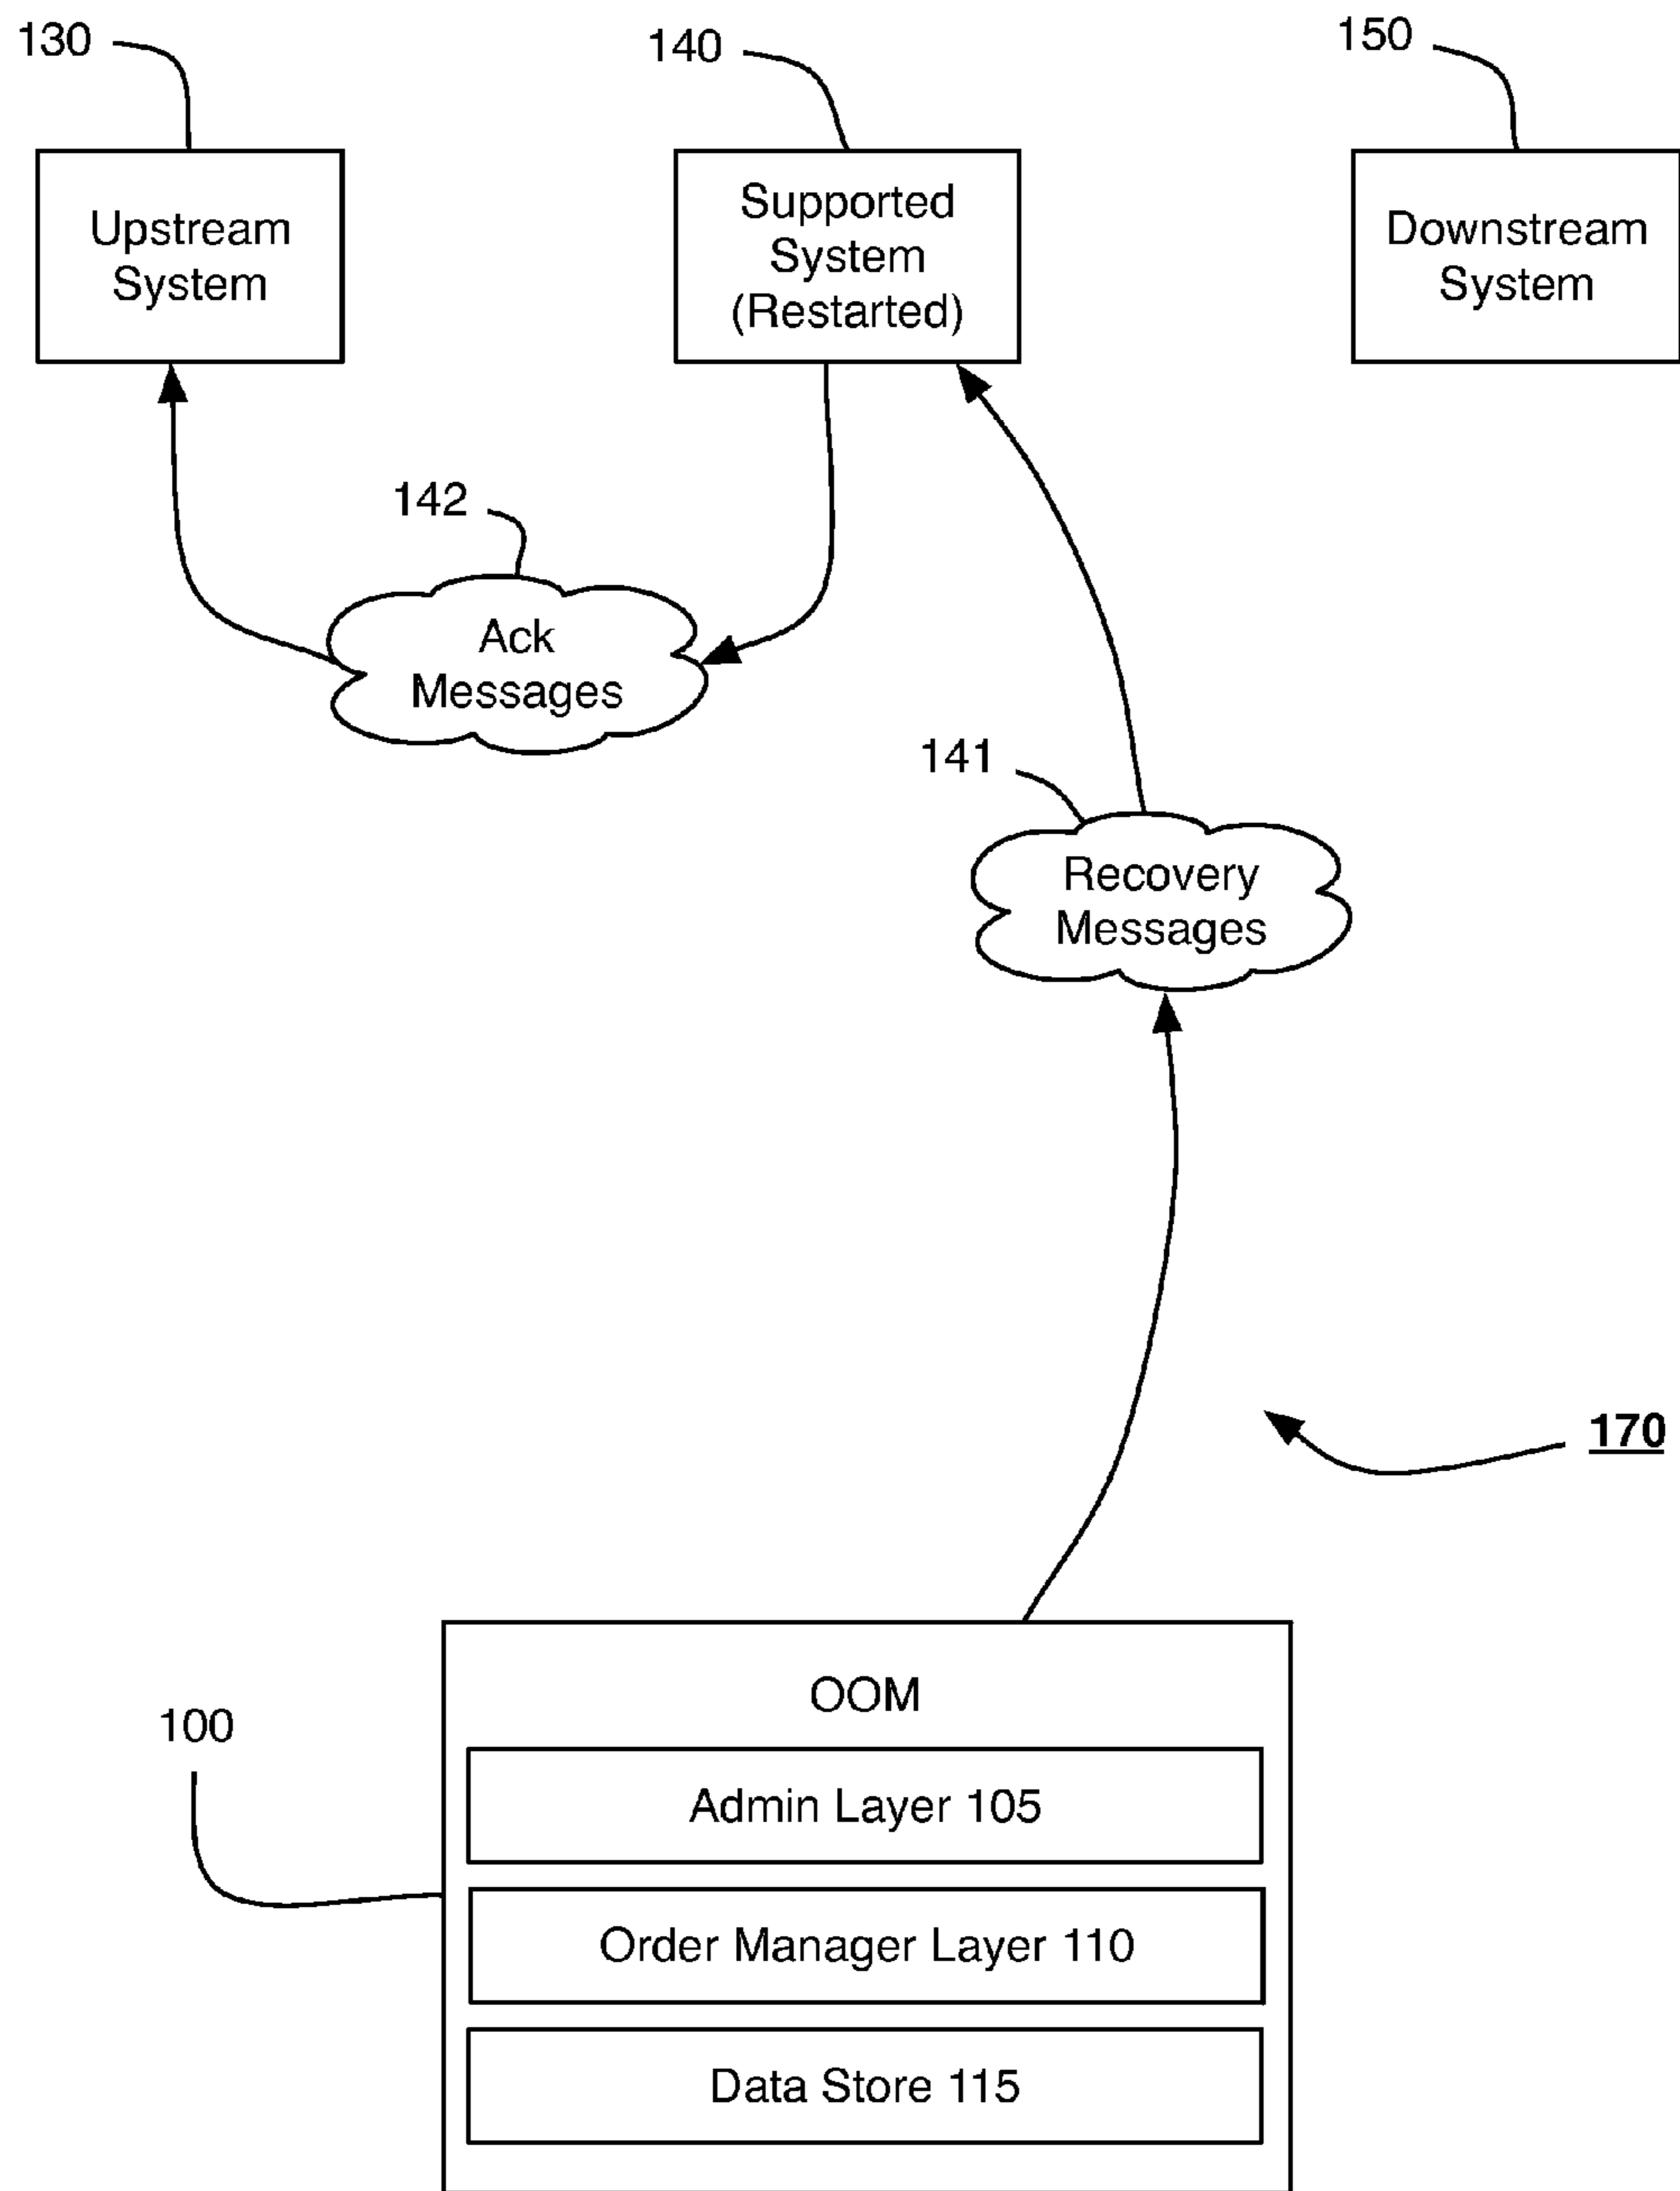 130
140
150
Upstream
System
Supported
System
(Restarted)
Downstream
System
142
Ack
Messages
141
Recovery
Messages
170
OOM
100
Admin Layer 105
Order Manager Layer 110
Data Store 115